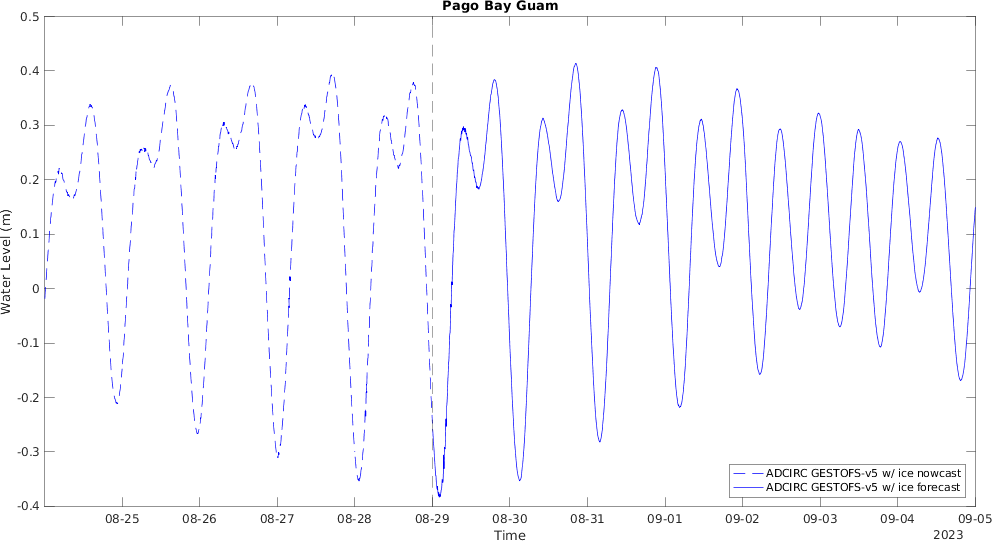 Pago Bay Guam
0.5
0.4
0.3
0.2
0.1
0
-0.1
-0.2
-0.3
-0.4
Water Level (m)
ADCIRC GESTOFS-v5 w/ ice nowcast
ADCIRC GESTOFS-v5 w/ ice forecast
08-25 08-26 08-27 08-28 08-29 08-30 08-31 09-01 09-02 09-03 09-04 09-05
Time
2023